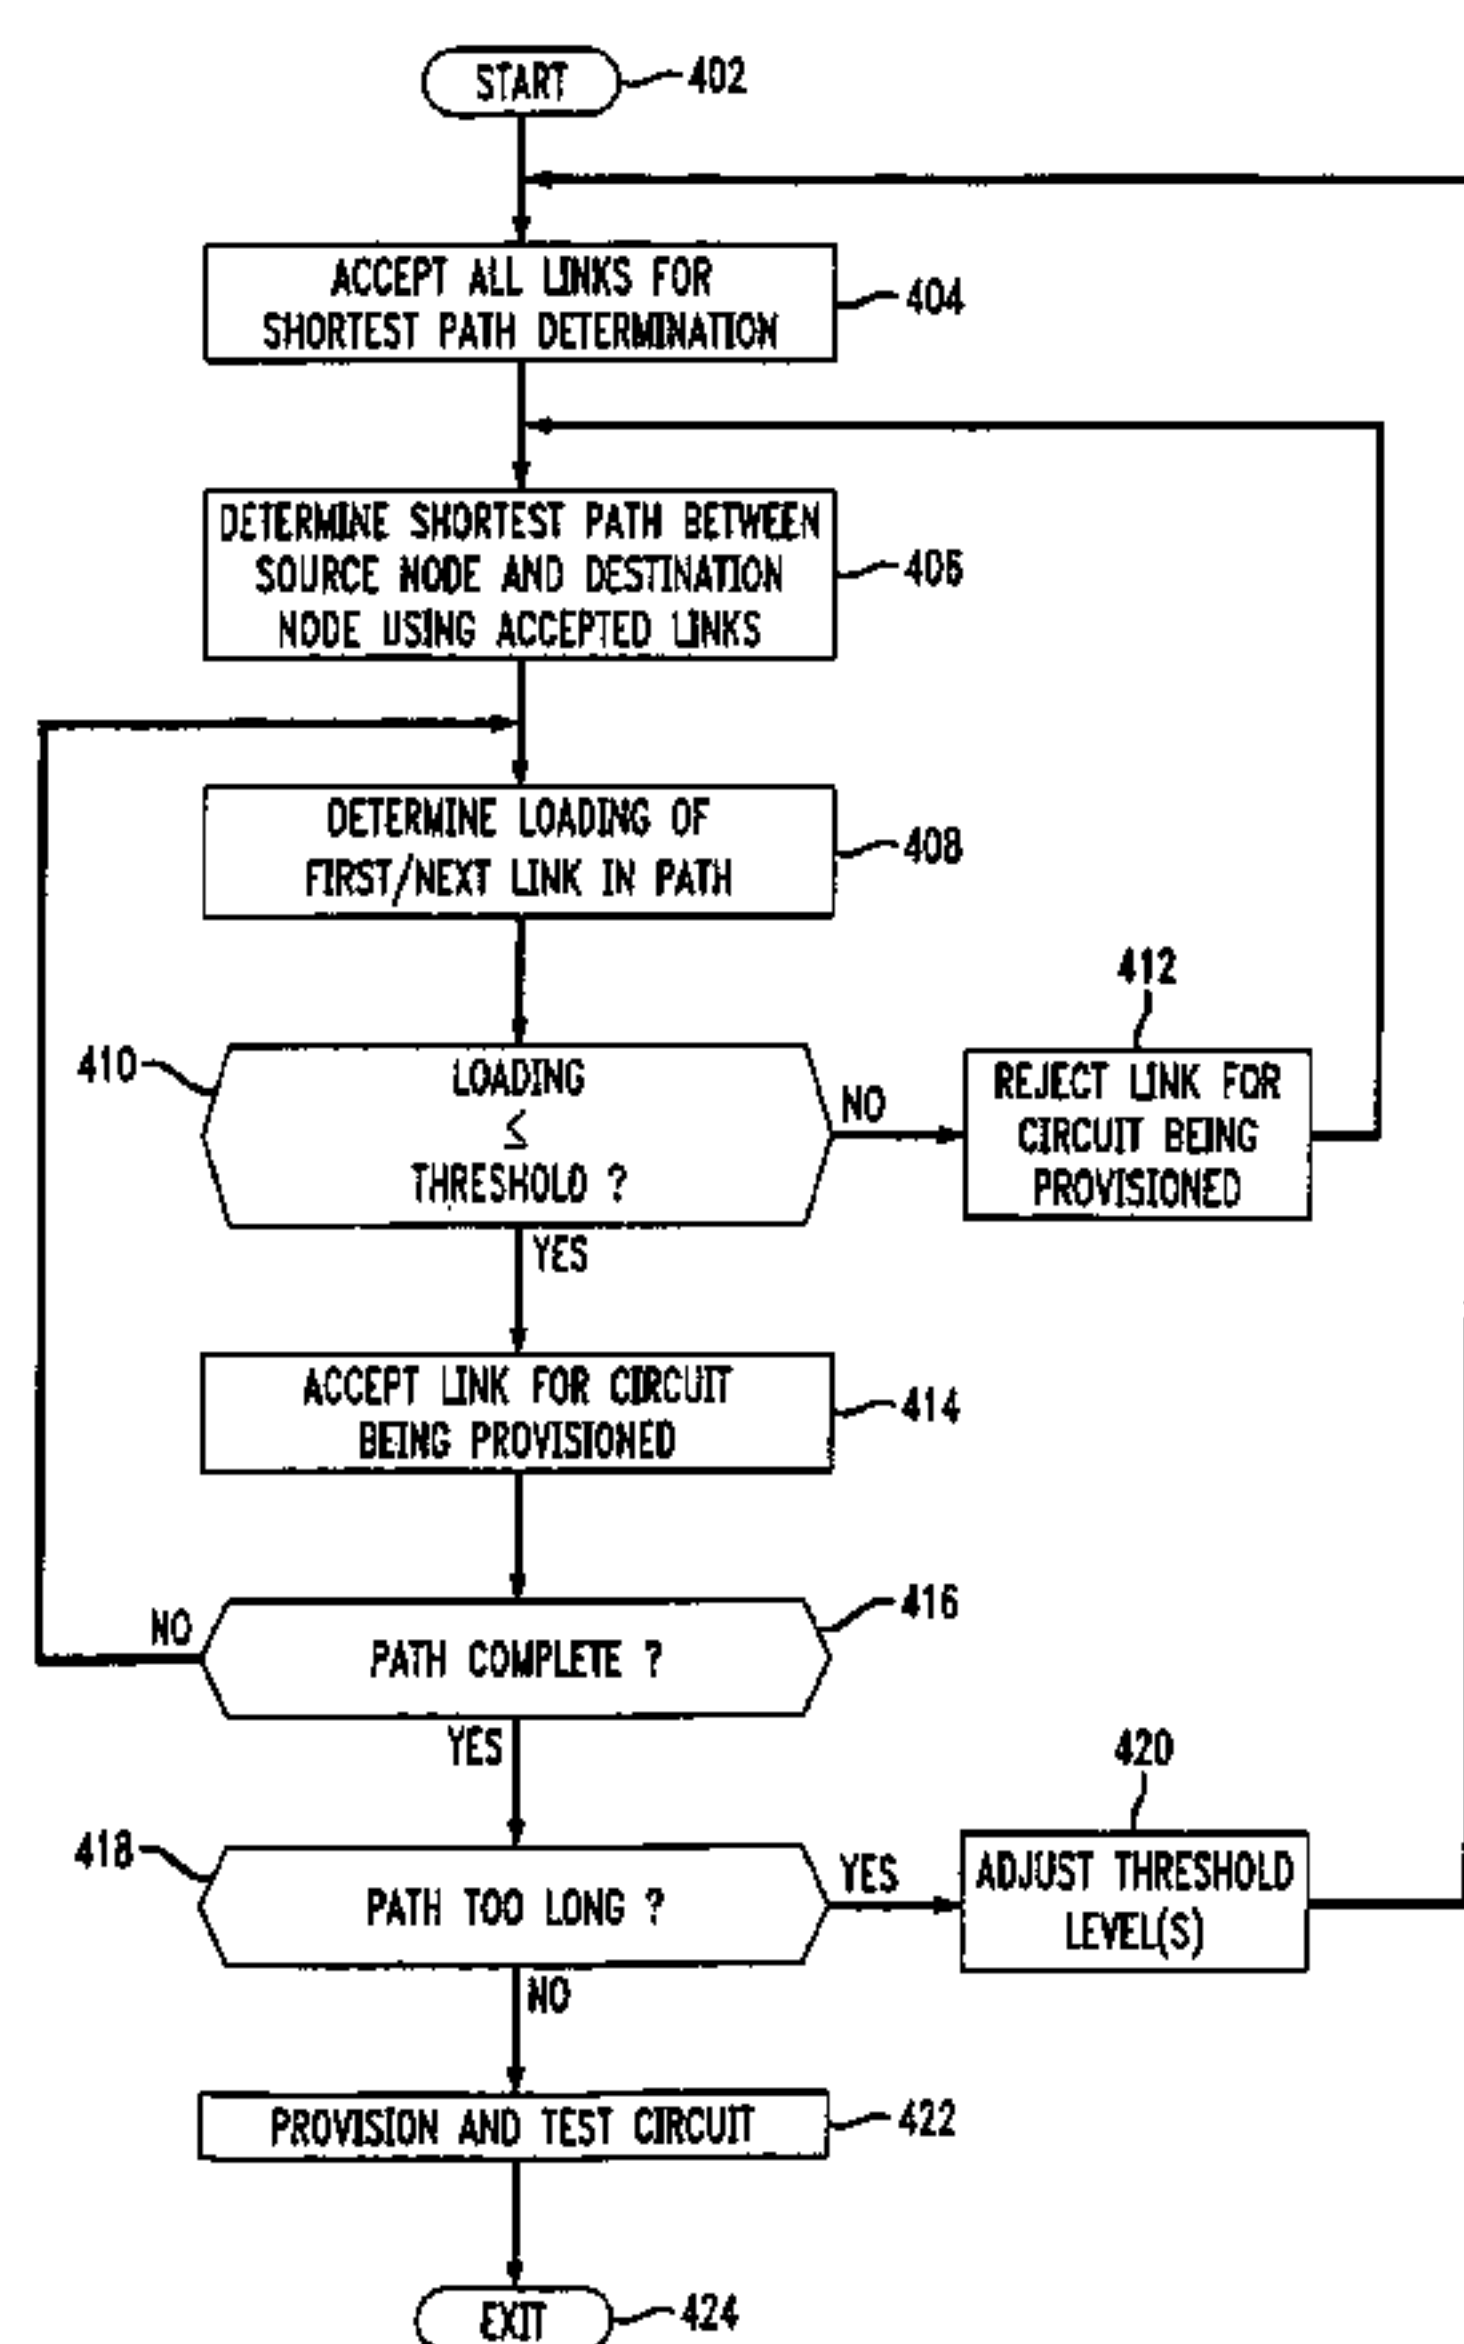 START
402
ACCEPT ALL LINKS FOR
SHORTEST PATH DETERMINATION
404
DETERMINE SHORTEST PATH BETWEEN
SOURCE NODE AND DESTINATION
NODE USING ACCEPTED LINKS
406
DETERMINE LOADING OF
FIRST/NEXT LINK IN PATH
408
410
LOADING
≤
THRESHOLD ?
NO
412
REJECT LINK FOR
CIRCUIT BEING
PROVISIONED
YES
ACCEPT LINK FOR CIRCUIT
BEING PROVISIONED
414
NO
PATH COMPLETE ?
416
YES
418
PATH TOO LONG ?
YES
420
ADJUST THRESHOLD
LEVEL(S)
NO
PROVISION AND TEST CIRCUIT
422
EXIT
424